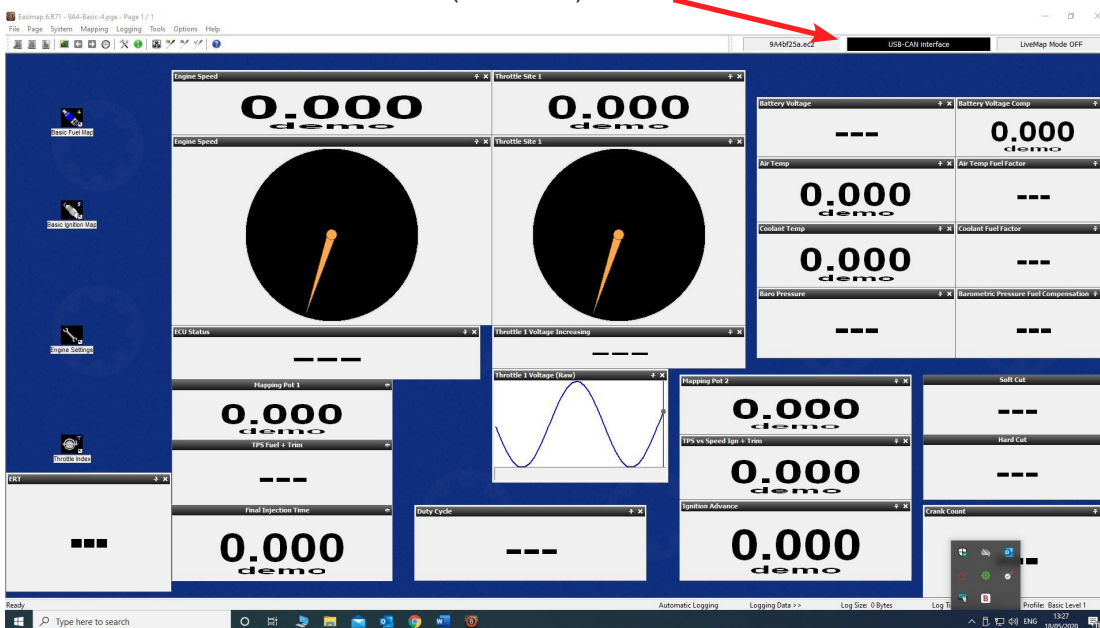 Easimap 6.R71 - 9A4-Basic-4.pge - Page 1 / 1
File Page System Mapping Logging Tools Options Help
9A4bf25a.ec2 USB-CAN interface LiveMap Mode OFF
Engine Speed
0.000
demo
Throttle Site 1
0.000
demo
Battery Voltage
---
Battery Voltage Comp
0.000
demo
Basic Fuel Map
Engine Speed
Throttle Site 1
Air Temp
0.000
demo
Air Temp Fuel Factor
---
Basic Ignition Map
Coolant Temp
0.000
demo
Coolant Fuel Factor
---
Baro Pressure
---
Barometric Pressure Fuel Compensation
---
Engine Settings
ECU Status
---
Throttle 1 Voltage Increasing
---
Mapping Pot 1
0.000
demo
Throttle 1 Voltage (Raw)
Mapping Pot 2
0.000
demo
Soft Cut
---
Throttle Index
TPS Fuel + Trim
---
TPS vs Speed Ign + Trim
0.000
demo
Hard Cut
---
ERT
---
Final Injection Time
0.000
demo
Duty Cycle
---
Ignition Advance
0.000
demo
Crank Count
Ready Automatic Logging Logging Data >> Log Size: 0 Bytes Log Profile: Basic Level 1
Type here to search
ENG 13:27
18/05/2020